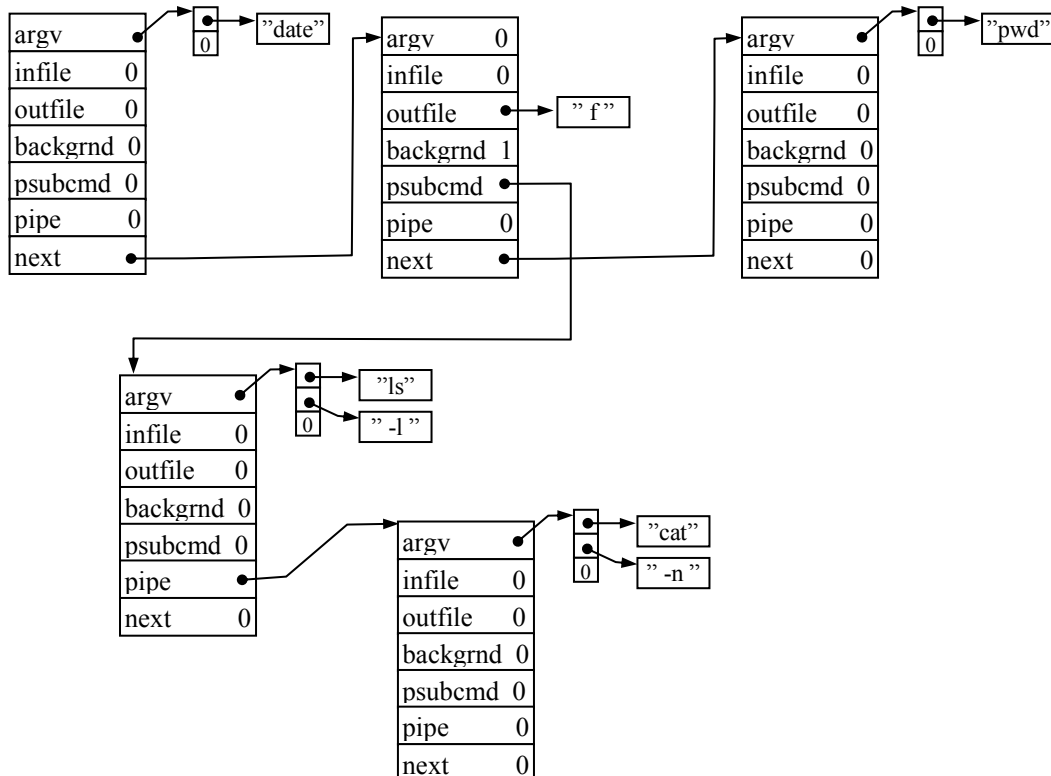 argv
0
”date”
infile 0
outfile 0
backgrnd 0
psubcmd 0
pipe 0
next
argv 0
infile 0
outfile
” f ”
backgrnd 1
psubcmd
pipe 0
next
argv
0
”pwd”
infile 0
outfile 0
backgrnd 0
psubcmd 0
pipe 0
next 0
argv
”ls”
” -l ”
0
infile 0
outfile 0
backgrnd 0
psubcmd 0
pipe
next 0
argv
”cat”
” -n ”
0
infile 0
outfile 0
backgrnd 0
psubcmd 0
pipe 0
next 0